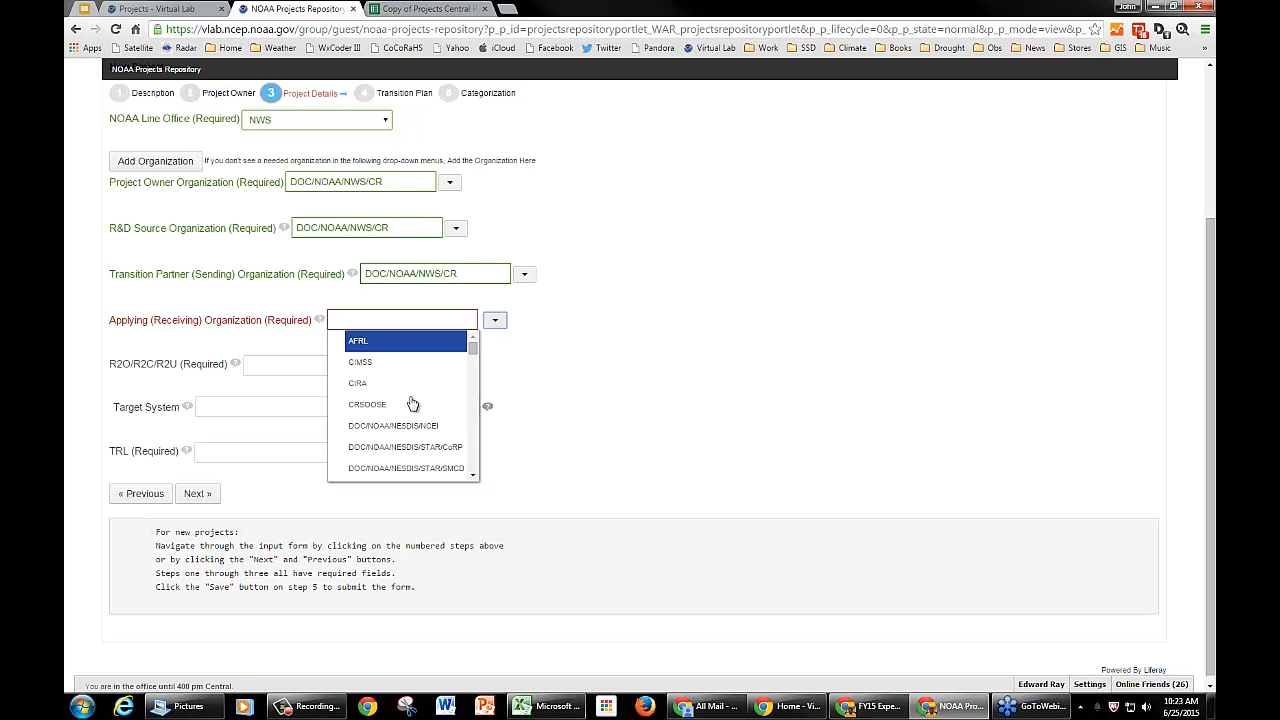 Projects - Virtual Lab
NOAA Projects Repository
Copy of Projects Central R
John
https://vlab.ncep.noaa.gov/group/guest/noaa-projects-repository?p_p_id=projectsrepositoryportlet_WAR_projectsrepositoryportlet&p_p_lifecycle=0&p_p_state=normal&p_p_mode=view&p_
Apps Satellite Radar Home Weather WxCoder III CoCoRaHS Yahoo iCloud Facebook Twitter Pandora Virtual Lab Work SSD Climate Books Drought Obs News Stores GIS Music »
NOAA Projects Repository
1 Description 2 Project Owner 3 Project Details 4 Transition Plan 5 Categorization
NOAA Line Office (Required) NWS
Add Organization If you don't see a needed organization in the following drop-down menus, Add the Organization Here
Project Owner Organization (Required) DOC/NOAA/NWS/CR
R&D Source Organization (Required) DOC/NOAA/NWS/CR
Transition Partner (Sending) Organization (Required) DOC/NOAA/NWS/CR
Applying (Receiving) Organization (Required)
AFRL
CIMSS
R2O/R2C/R2U (Required)
CIRA
CRSOOSE
Target System
DOC/NOAA/NESDIS/NCEI
DOC/NOAA/NESDIS/STAR/CoRP
TRL (Required)
DOC/NOAA/NESDIS/STAR/SMCD
« Previous Next »
For new projects:
Navigate through the input form by clicking on the numbered steps above
or by clicking the "Next" and "Previous" buttons.
Steps one through three all have required fields.
Click the "Save" button on step 5 to submit the form.
Powered By Liferay
You are in the office until 400 pm Central.
Edward Ray Settings Online Friends (26)
Pictures
Recording...
Microsoft ...
All Mail - ...
Home - Vi...
FY15 Expe...
NOAA Pro...
GoToWebi...
10:23 AM
6/25/2015